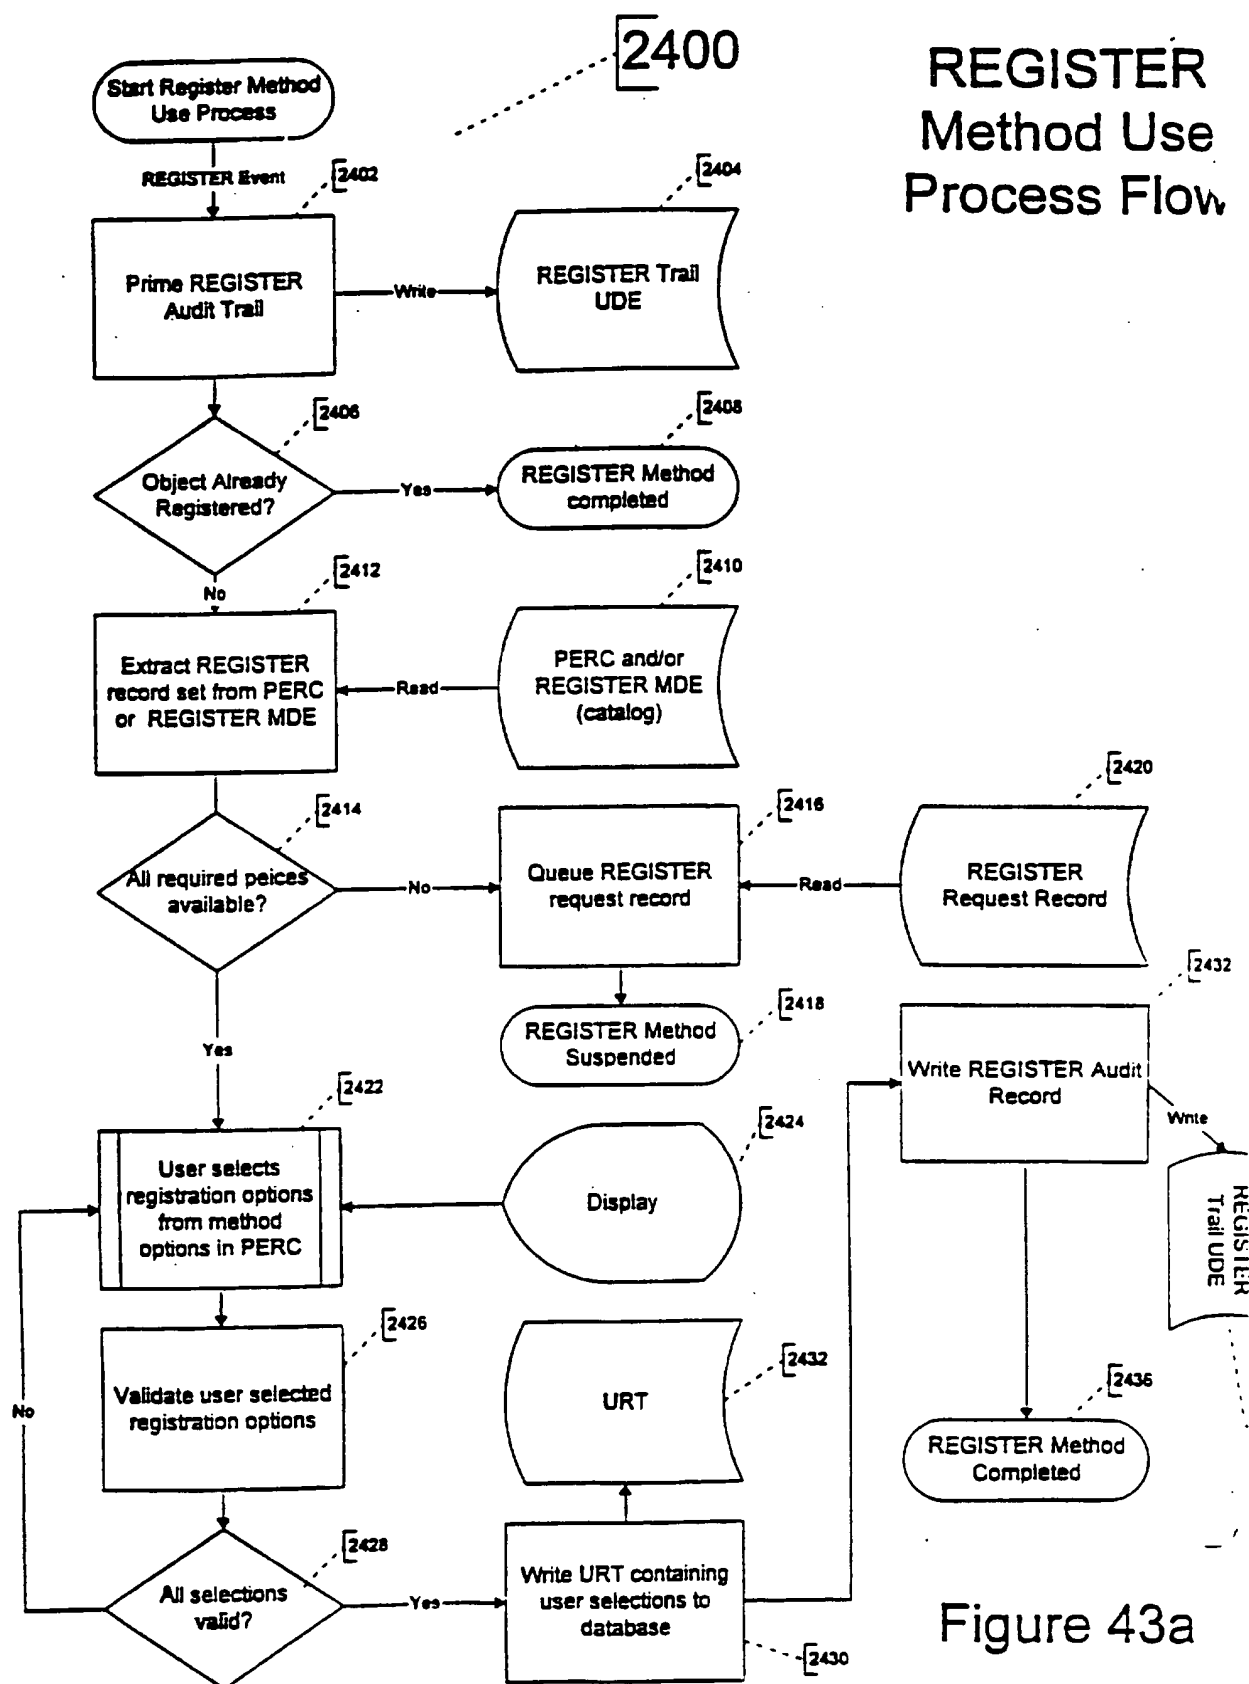 2400
REGISTER
Method Use
Process Flow
Start Register Method
Use Process
REGISTER Event
2402
Prime REGISTER
Audit Trail
Write
2404
REGISTER Trail
UDE
2406
Object Already
Registered?
Yes
2408
REGISTER Method
completed
No
2412
Extract REGISTER
record set from PERC
or REGISTER MDE
Read
2410
PERC and/or
REGISTER MDE
(catalog)
2414
All required peices
available?
No
2416
Queue REGISTER
request record
Read
2420
REGISTER
Request Record
2418
REGISTER Method
Suspended
Yes
2422
User selects
registration options
from method
options in PERC
2424
Display
2426
Validate user selected
registration options
No
2428
All selections
valid?
Yes
2432
URT
Write URT containing
user selections to
database
2430
2432
Write REGISTER Audit
Record
Write
REGISTER
Trail UDE
2436
REGISTER Method
Completed
Figure 43a